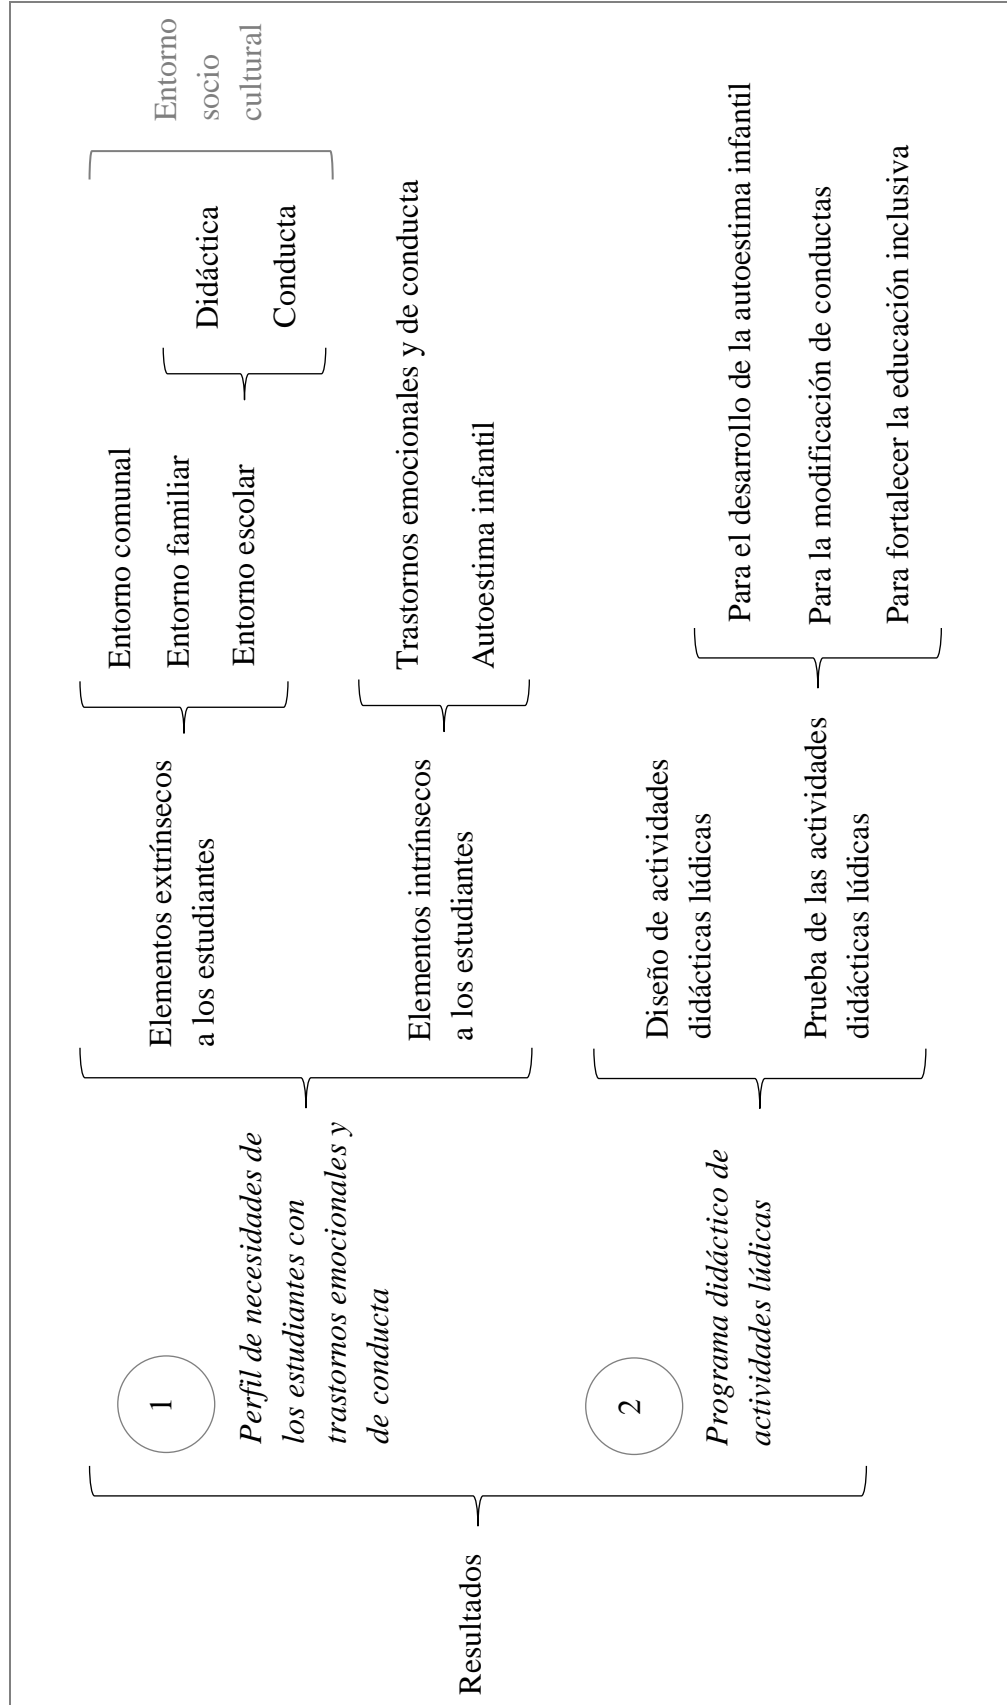 Resultados
1
Perfil de necesidades de
los estudiantes con
trastornos emocionales y
de conducta
Elementos extrínsecos
a los estudiantes
Entorno comunal
Entorno familiar
Entorno escolar
Didáctica
Conducta
Entorno
socio
cultural
Elementos intrínsecos
a los estudiantes
Trastornos emocionales y de conducta
Autoestima infantil
2
Programa didáctico de
actividades lúdicas
Diseño de actividades
didácticas lúdicas
Prueba de las actividades
didácticas lúdicas
Para el desarrollo de la autoestima infantil
Para la modificación de conductas
Para fortalecer la educación inclusiva